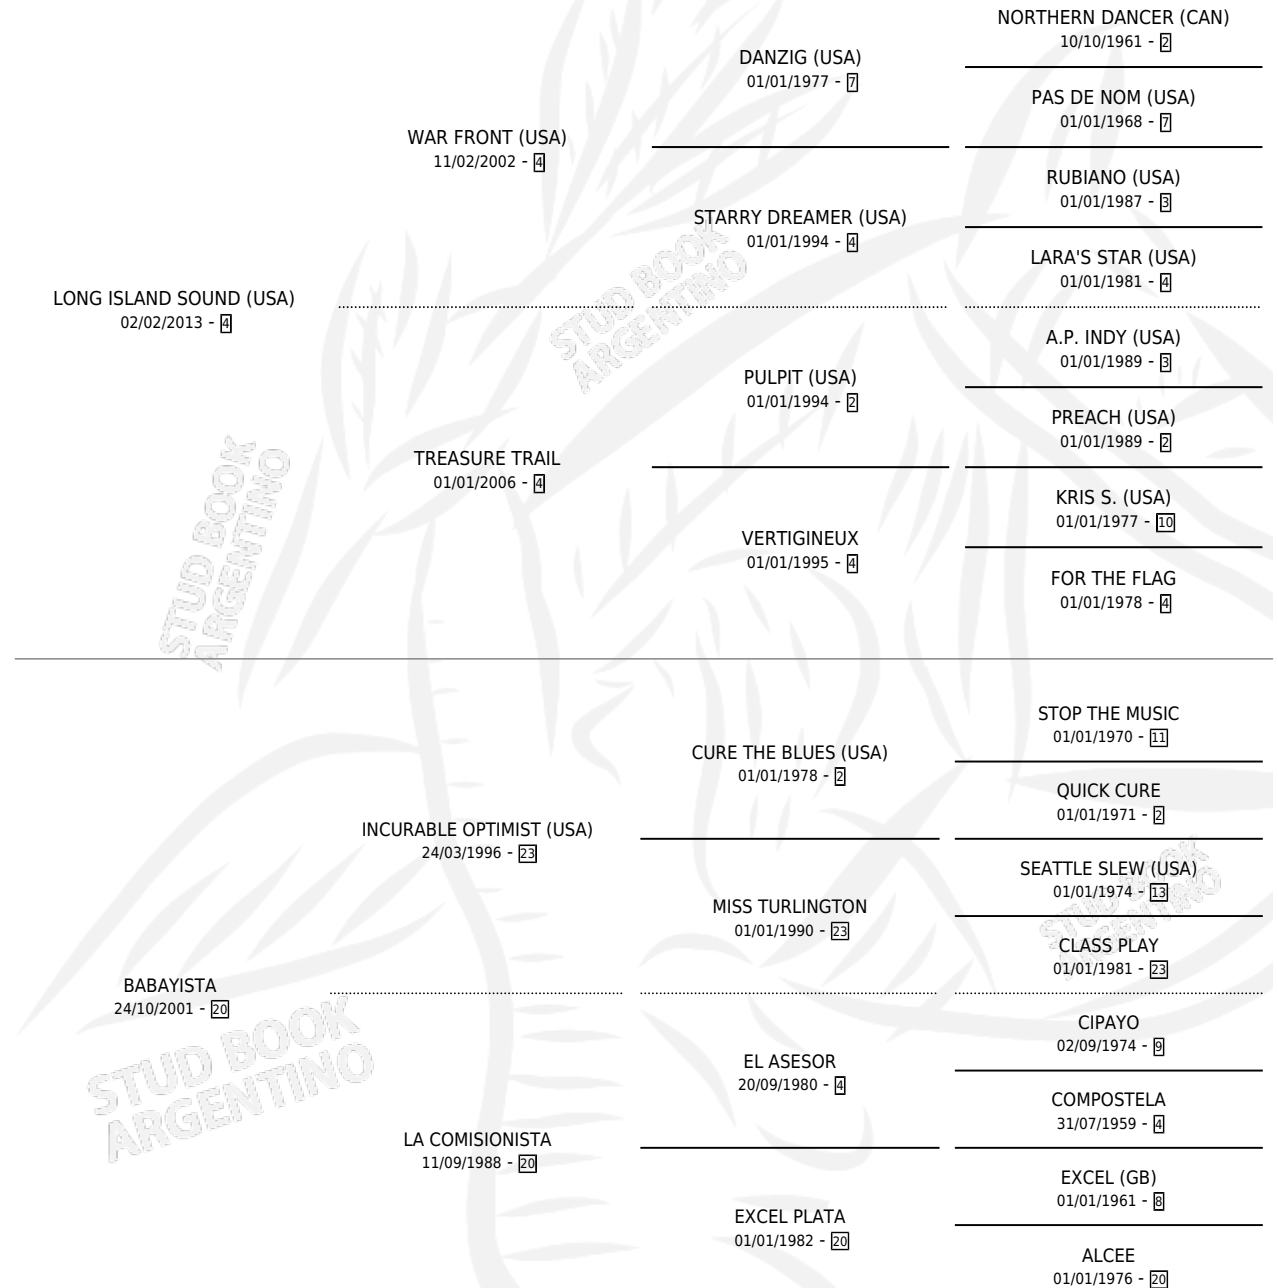 NORTHERN DANCER (CAN)
10/10/1961 - 2
DANZIG (USA)
01/01/1977 - 7
PAS DE NOM (USA)
01/01/1968 - 7
WAR FRONT (USA)
11/02/2002 - 4
RUBIANO (USA)
01/01/1987 - 3
STARRY DREAMER (USA)
01/01/1994 - 4
LARA'S STAR (USA)
01/01/1981 - 4
LONG ISLAND SOUND (USA)
02/02/2013 - 4
A.P. INDY (USA)
01/01/1989 - 3
PULPIT (USA)
01/01/1994 - 2
PREACH (USA)
01/01/1989 - 2
TREASURE TRAIL
01/01/2006 - 4
KRIS S. (USA)
01/01/1977 - 10
VERTIGINEUX
01/01/1995 - 4
FOR THE FLAG
01/01/1978 - 4
STUD BOOK
ARGENTINO
STUD BOOK
ARGENTINO
STOP THE MUSIC
01/01/1970 - 11
CURE THE BLUES (USA)
01/01/1978 - 2
QUICK CURE
01/01/1971 - 2
INCURABLE OPTIMIST (USA)
24/03/1996 - 23
SEATTLE SLEW (USA)
01/01/1974 - 13
MISS TURLINGTON
01/01/1990 - 23
CLASS PLAY
01/01/1981 - 23
BABAYISTA
24/10/2001 - 20
CIPAYO
02/09/1974 - 9
EL ASESOR
20/09/1980 - 4
COMPOSTELA
31/07/1959 - 4
LA COMISIONISTA
11/09/1988 - 20
EXCEL (GB)
01/01/1961 - 8
EXCEL PLATA
01/01/1982 - 20
ALCEE
01/01/1976 - 20
STUD BOOK
ARGENTINO
STUD BOOK
ARGENTINO